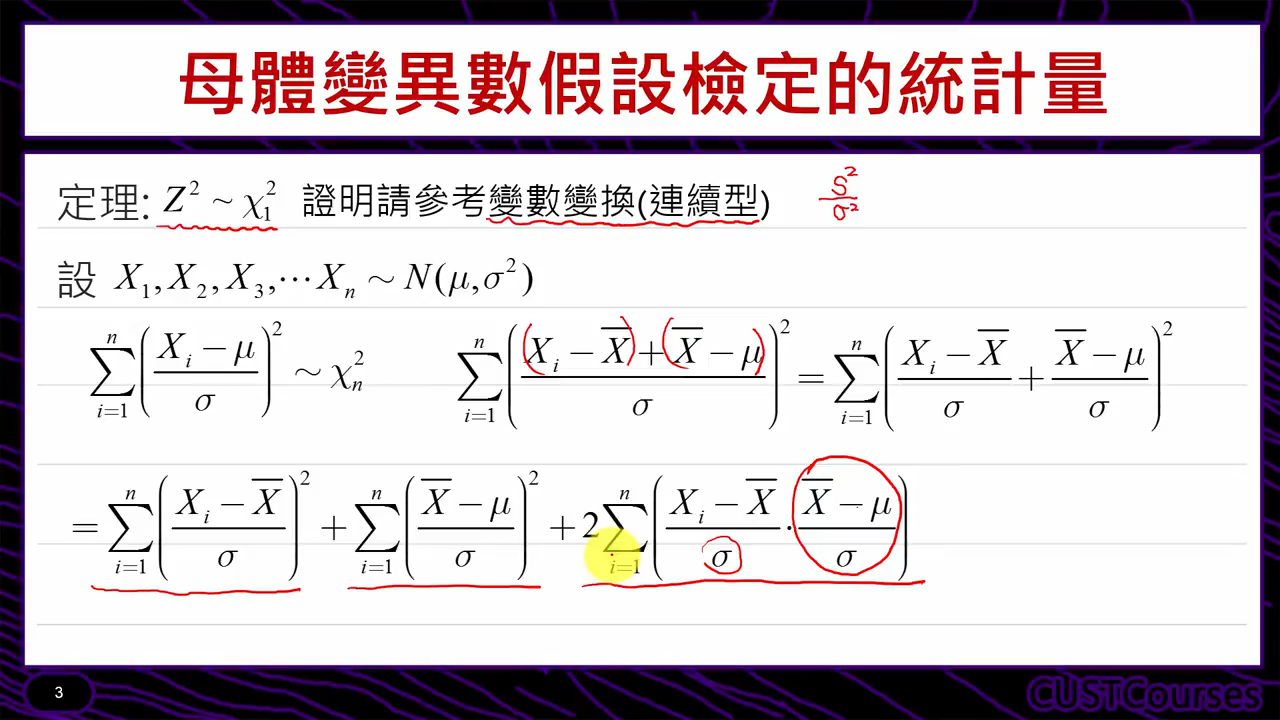 母體變異數假設檢定的統計量
定理: Z² ~ χ₁² 證明請參考變數變換(連續型) S²/σ²
設 X₁, X₂, X₃, ⋯ Xₙ ~ N(μ, σ²)
∑ᵢ₌₁ⁿ ((Xᵢ − μ)/σ)² ~ χₙ² ∑ᵢ₌₁ⁿ ((Xᵢ − X̄ + X̄ − μ)/σ)² = ∑ᵢ₌₁ⁿ ((Xᵢ − X̄)/σ + (X̄ − μ)/σ)²
= ∑ᵢ₌₁ⁿ ((Xᵢ − X̄)/σ)² + ∑ᵢ₌₁ⁿ ((X̄ − μ)/σ)² + 2∑ᵢ₌₁ⁿ ((Xᵢ − X̄)/σ · (X̄ − μ)/σ)
3
CUSTCourses